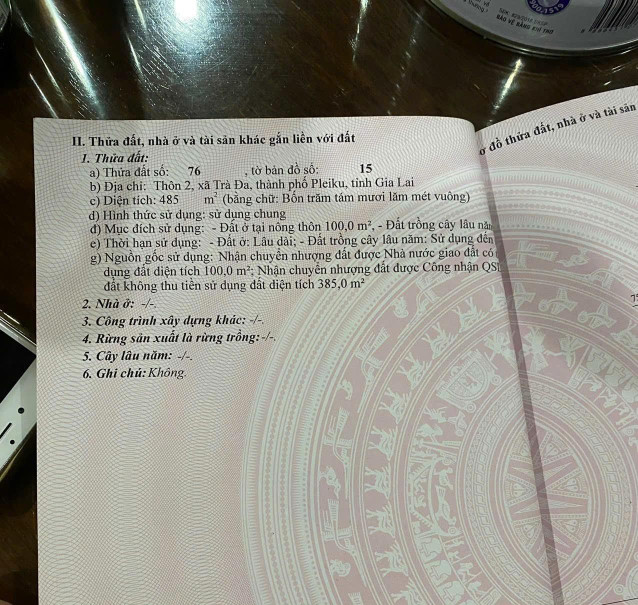 II. Thửa đất, nhà ở và tài sản khác gắn liền với đất
1. Thửa đất:
a) Thửa đất số: 76 , tờ bản đồ số: 15
b) Địa chỉ: Thôn 2, xã Trà Đa, thành phố Pleiku, tỉnh Gia Lai
c) Diện tích: 485 m² (bằng chữ: Bốn trăm tám mươi lăm mét vuông)
d) Hình thức sử dụng: sử dụng chung
đ) Mục đích sử dụng: - Đất ở tại nông thôn 100,0 m², - Đất trồng cây lâu
e) Thời hạn sử dụng: - Đất ở: Lâu dài; - Đất trồng cây lâu năm: Sử dụng đến
g) Nguồn gốc sử dụng: Nhận chuyển nhượng đất được Nhà nước giao đất có
dụng đất diện tích 100,0 m²; Nhận chuyển nhượng đất được Công nhận QS
đất không thu tiền sử dụng đất diện tích 385,0 m²
2. Nhà ở: -/-.
3. Công trình xây dựng khác: -/-.
4. Rừng sản xuất là rừng trồng: -/-.
5. Cây lâu năm: -/-.
6. Ghi chú: Không.
ơ đồ thửa đất, nhà ở và tài sản